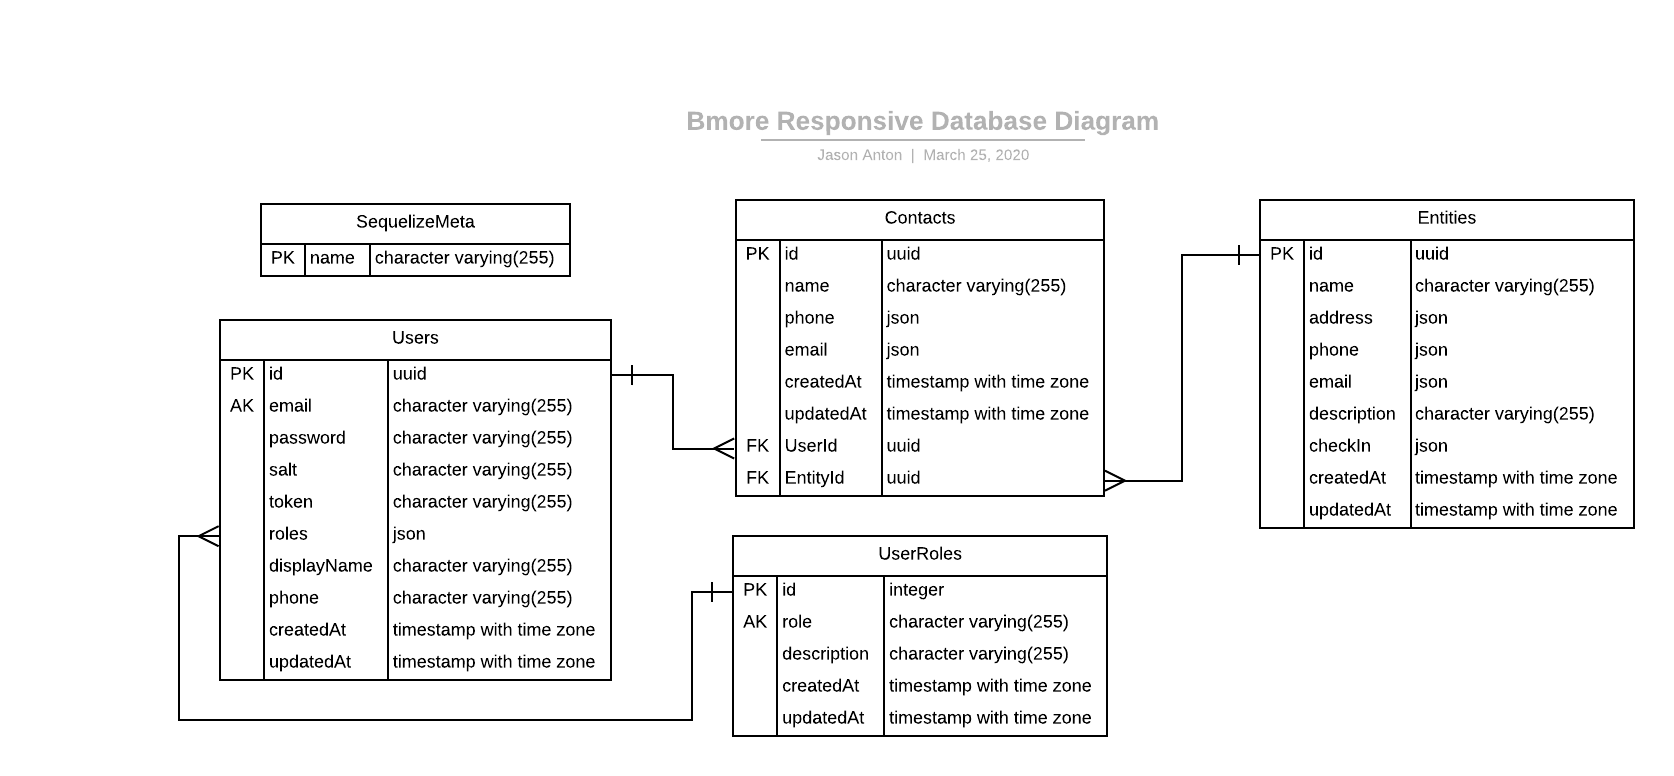 Bmore Responsive Database Diagram
Jason Anton | March 25, 2020
SequelizeMeta
PK name character varying(255)
Users
PK id uuid
AK email character varying(255)
password character varying(255)
salt character varying(255)
token character varying(255)
roles json
displayName character varying(255)
phone character varying(255)
createdAt timestamp with time zone
updatedAt timestamp with time zone
Contacts
PK id uuid
name character varying(255)
phone json
email json
createdAt timestamp with time zone
updatedAt timestamp with time zone
FK UserId uuid
FK EntityId uuid
UserRoles
PK id integer
AK role character varying(255)
description character varying(255)
createdAt timestamp with time zone
updatedAt timestamp with time zone
Entities
PK id uuid
name character varying(255)
address json
phone json
email json
description character varying(255)
checkIn json
createdAt timestamp with time zone
updatedAt timestamp with time zone